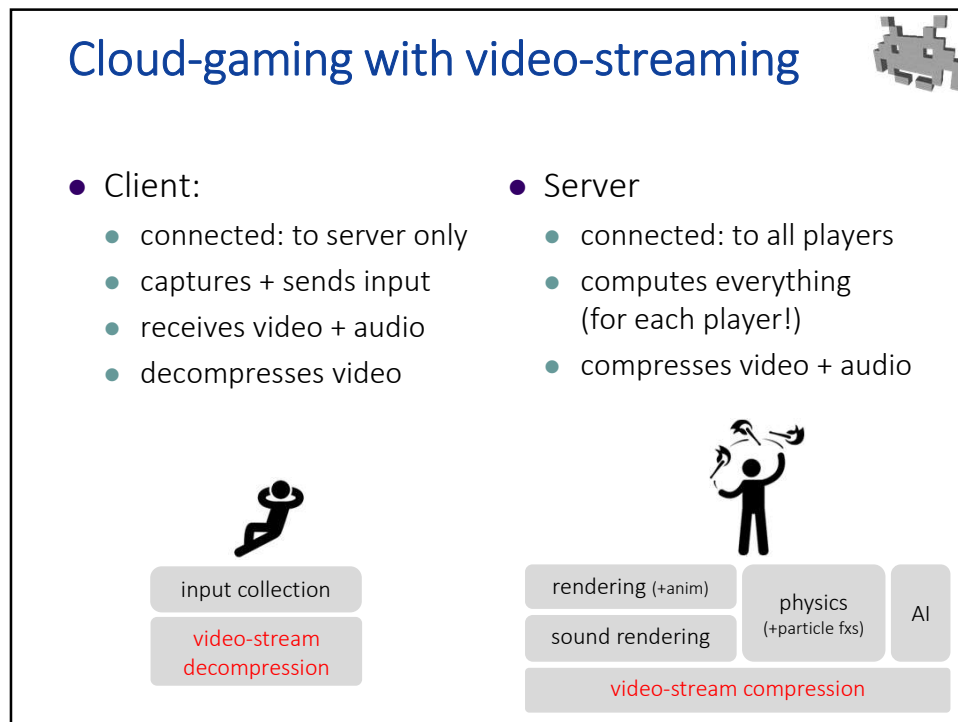 Cloud-gaming with video-streaming
Client:
connected: to server only
captures + sends input
receives video + audio
decompresses video
Server
connected: to all players
computes everything
(for each player!)
compresses video + audio
input collection
video-stream
decompression
rendering (+anim)
sound rendering
physics
(+particle fxs)
AI
video-stream compression